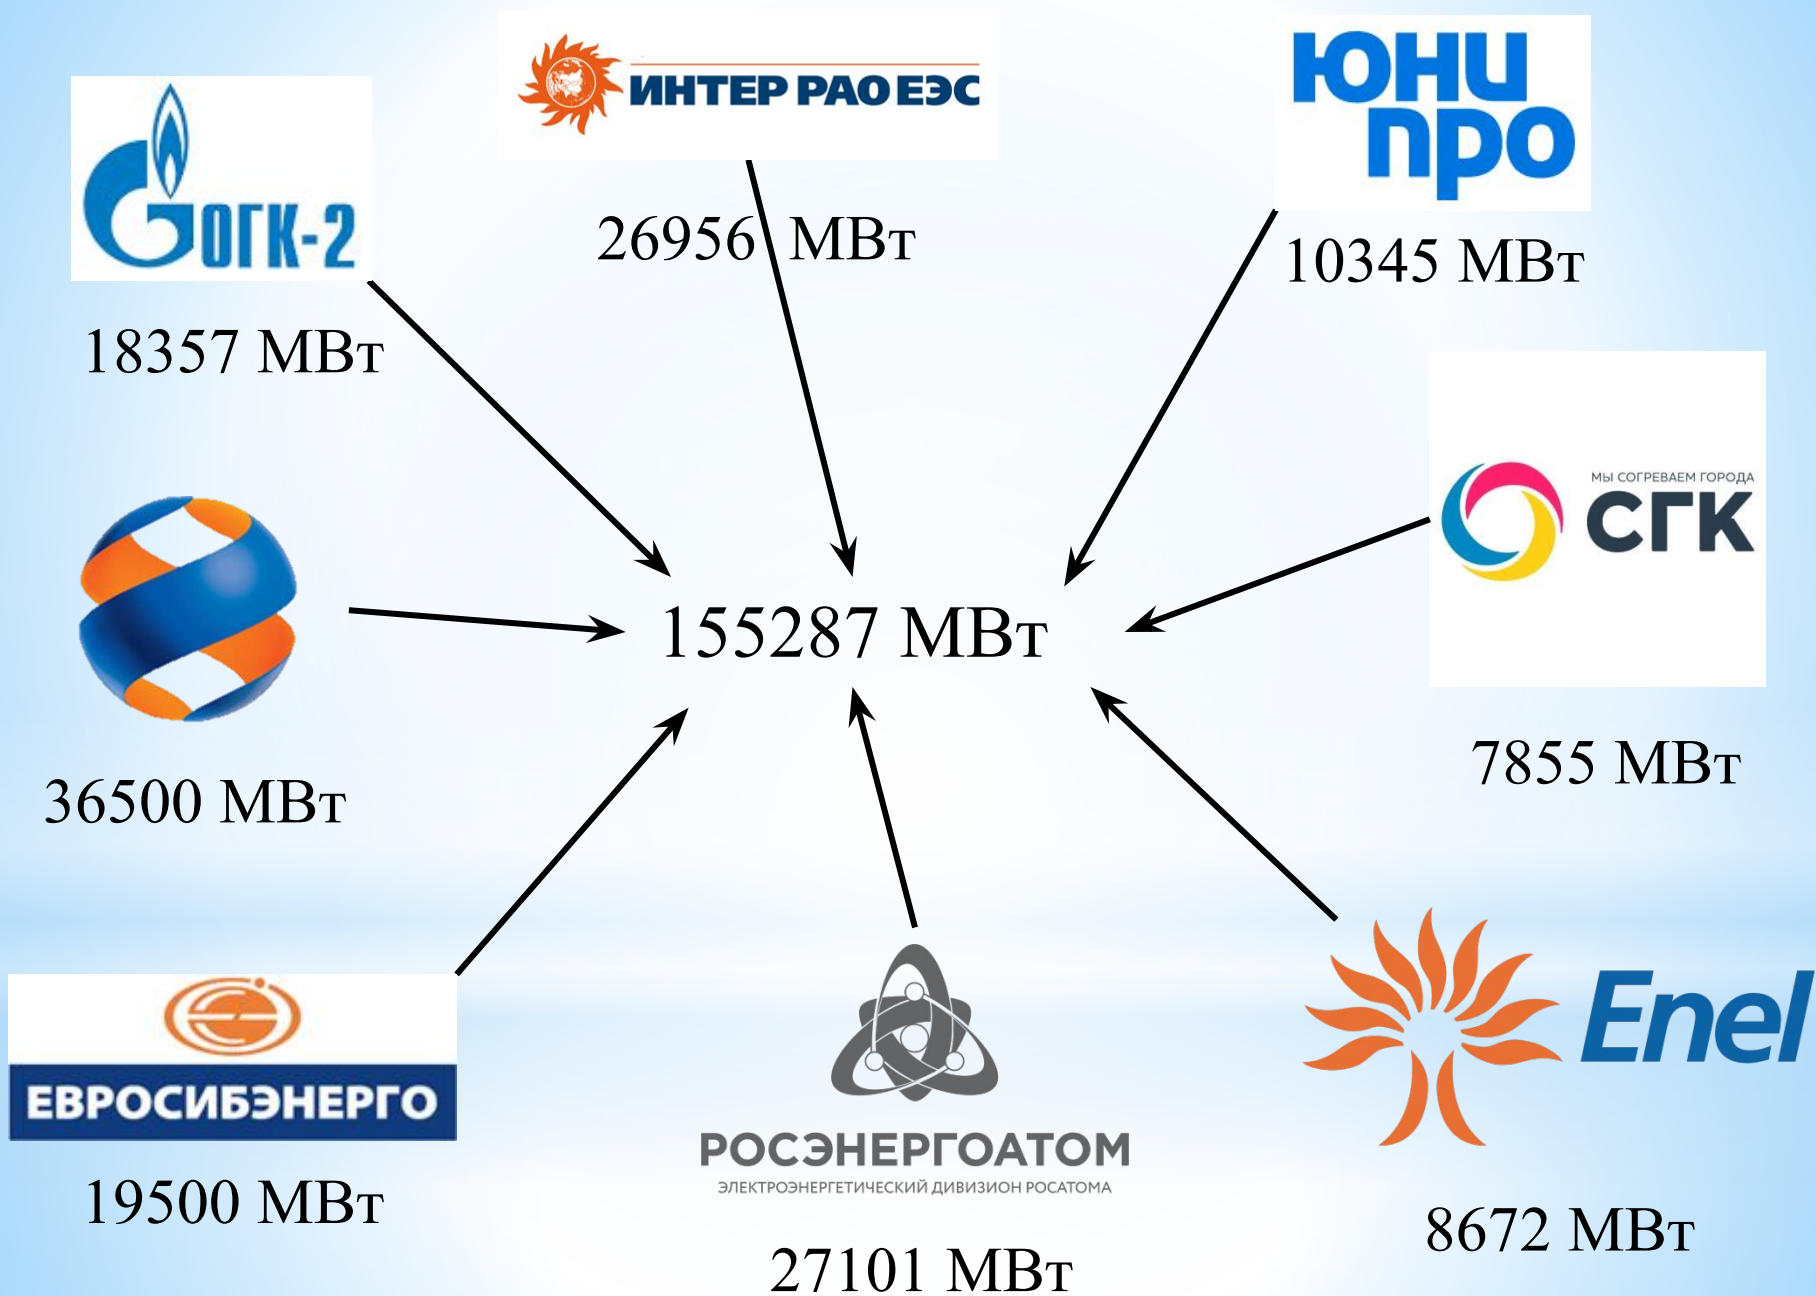 ИНТЕР РАО ЕЭС
26956 МВт
ЮНИ
ПРО
10345 МВт
ОГК-2
18357 МВт
МЫ СОГРЕВАЕМ ГОРОДА
СГК
7855 МВт
155287 МВт
36500 МВт
ЕВРОСИБЭНЕРГО
19500 МВт
РОСЭНЕРГОАТОМ
ЭЛЕКТРОЭНЕРГЕТИЧЕСКИЙ ДИВИЗИОН РОСАТОМА
27101 МВт
Enel
8672 МВт